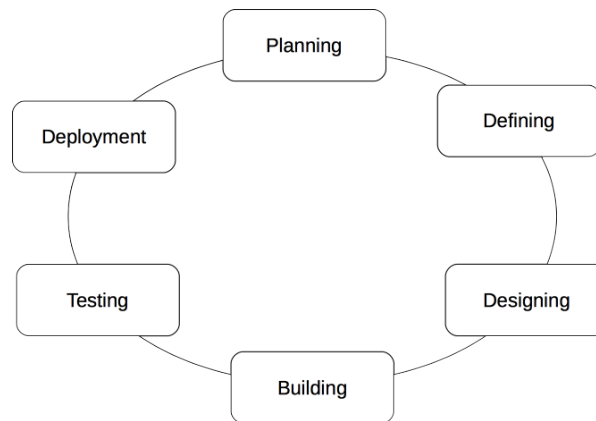 Planning
Defining
Designing
Building
Testing
Deployment